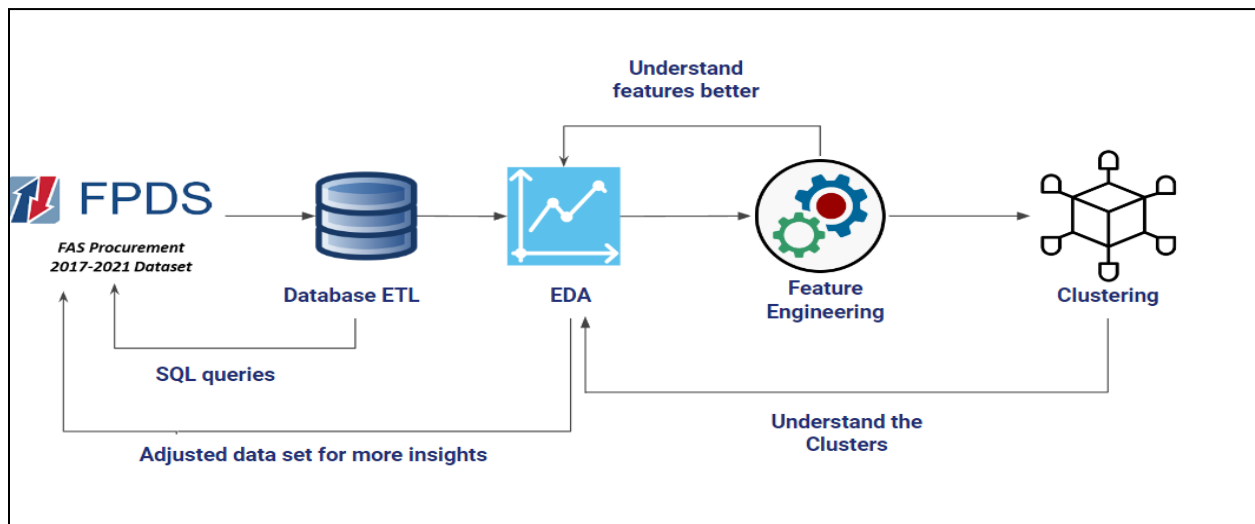 Understand
features better
FPDS
FAS Procurement
2017-2021 Dataset
Database ETL
EDA
Feature
Engineering
Clustering
SQL queries
Understand the
Clusters
Adjusted data set for more insights